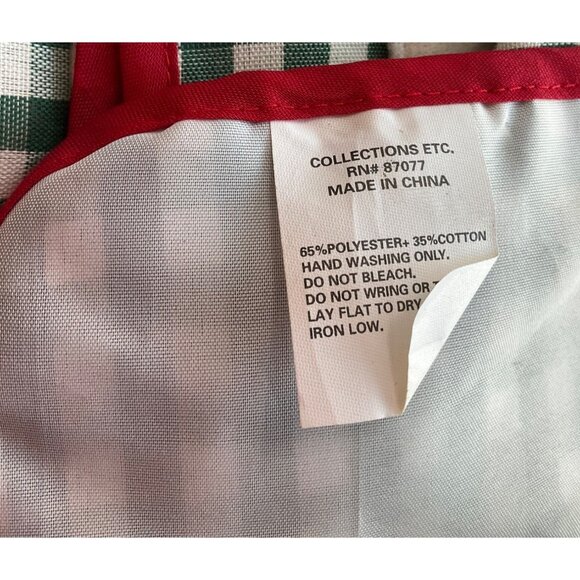 COLLECTIONS ETC.
RN# 87077
MADE IN CHINA
65%POLYESTER+ 35%COTTON
HAND WASHING ONLY.
DO NOT BLEACH.
DO NOT WRING OR
LAY FLAT TO DRY
IRON LOW.